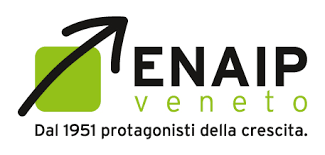 ENAIP
veneto
Dal 1951 protagonisti della crescita.